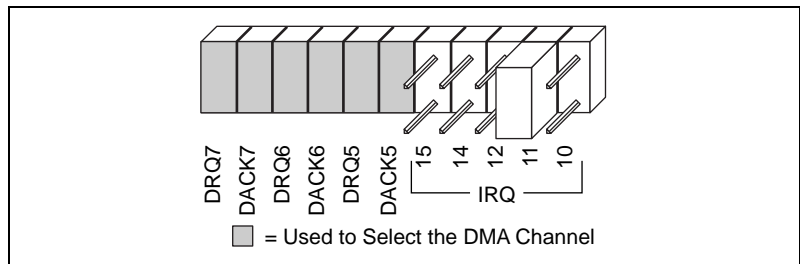 DRQ7
DACK7
DRQ6
DACK6
DRQ5
DACK5
15
14
12
11
10
IRQ
= Used to Select the DMA Channel